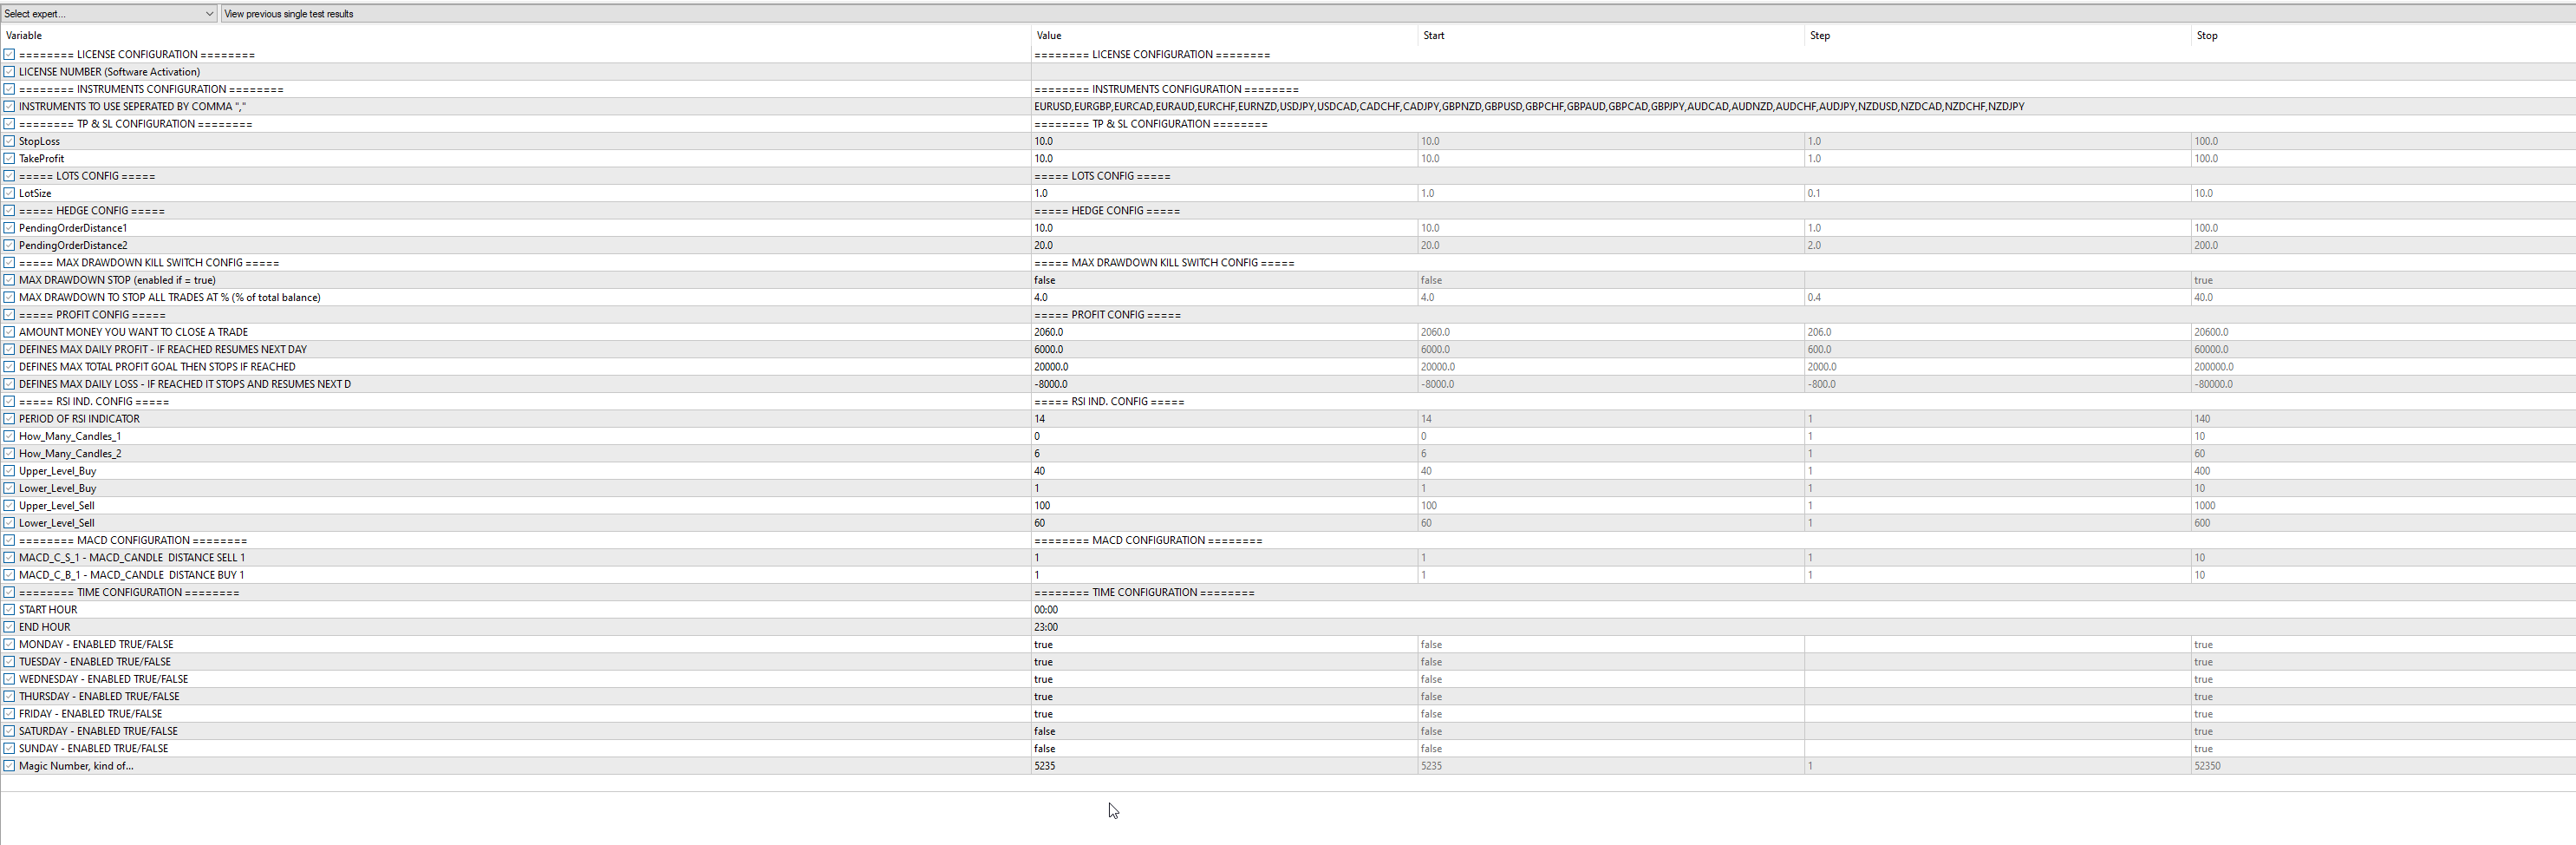 Select expert... View previous single test results
Variable Value Start Step Stop
======== LICENSE CONFIGURATION ======== ======== LICENSE CONFIGURATION ========
LICENSE NUMBER (Software Activation)
======== INSTRUMENTS CONFIGURATION ======== ======== INSTRUMENTS CONFIGURATION ========
INSTRUMENTS TO USE SEPERATED BY COMMA "," EURUSD,EURGBP,EURCAD,EURAUD,EURCHF,EURNZD,USDJPY,USDCAD,CADCHF,CADJPY,GBPNZD,GBPUSD,GBPCHF,GBPAUD,GBPCAD,GBPJPY,AUDCAD,AUDNZD,AUDCHF,AUDJPY,NZDUSD,NZDCAD,NZDCHF,NZDJPY
======== TP & SL CONFIGURATION ======== ======== TP & SL CONFIGURATION ========
StopLoss 10.0 10.0 1.0 100.0
TakeProfit 10.0 10.0 1.0 100.0
===== LOTS CONFIG ===== ===== LOTS CONFIG =====
LotSize 1.0 1.0 0.1 10.0
===== HEDGE CONFIG ===== ===== HEDGE CONFIG =====
PendingOrderDistance1 10.0 10.0 1.0 100.0
PendingOrderDistance2 20.0 20.0 2.0 200.0
===== MAX DRAWDOWN KILL SWITCH CONFIG ===== ===== MAX DRAWDOWN KILL SWITCH CONFIG =====
MAX DRAWDOWN STOP (enabled if = true) false false true
MAX DRAWDOWN TO STOP ALL TRADES AT % (% of total balance) 4.0 4.0 0.4 40.0
===== PROFIT CONFIG ===== ===== PROFIT CONFIG =====
AMOUNT MONEY YOU WANT TO CLOSE A TRADE 2060.0 2060.0 206.0 20600.0
DEFINES MAX DAILY PROFIT - IF REACHED RESUMES NEXT DAY 6000.0 6000.0 600.0 60000.0
DEFINES MAX TOTAL PROFIT GOAL THEN STOPS IF REACHED 20000.0 20000.0 2000.0 200000.0
DEFINES MAX DAILY LOSS - IF REACHED IT STOPS AND RESUMES NEXT D -8000.0 -8000.0 -800.0 -80000.0
===== RSI IND. CONFIG ===== ===== RSI IND. CONFIG =====
PERIOD OF RSI INDICATOR 14 14 1 140
How_Many_Candles_1 0 0 1 10
How_Many_Candles_2 6 6 1 60
Upper_Level_Buy 40 40 1 400
Lower_Level_Buy 1 1 1 10
Upper_Level_Sell 100 100 1 1000
Lower_Level_Sell 60 60 1 600
======== MACD CONFIGURATION ======== ======== MACD CONFIGURATION ========
MACD_C_S_1 - MACD_CANDLE DISTANCE SELL 1 1 1 1 10
MACD_C_B_1 - MACD_CANDLE DISTANCE BUY 1 1 1 1 10
======== TIME CONFIGURATION ======== ======== TIME CONFIGURATION ========
START HOUR 00:00
END HOUR 23:00
MONDAY - ENABLED TRUE/FALSE true false true
TUESDAY - ENABLED TRUE/FALSE true false true
WEDNESDAY - ENABLED TRUE/FALSE true false true
THURSDAY - ENABLED TRUE/FALSE true false true
FRIDAY - ENABLED TRUE/FALSE true false true
SATURDAY - ENABLED TRUE/FALSE false false true
SUNDAY - ENABLED TRUE/FALSE false false true
Magic Number, kind of... 5235 5235 1 52350